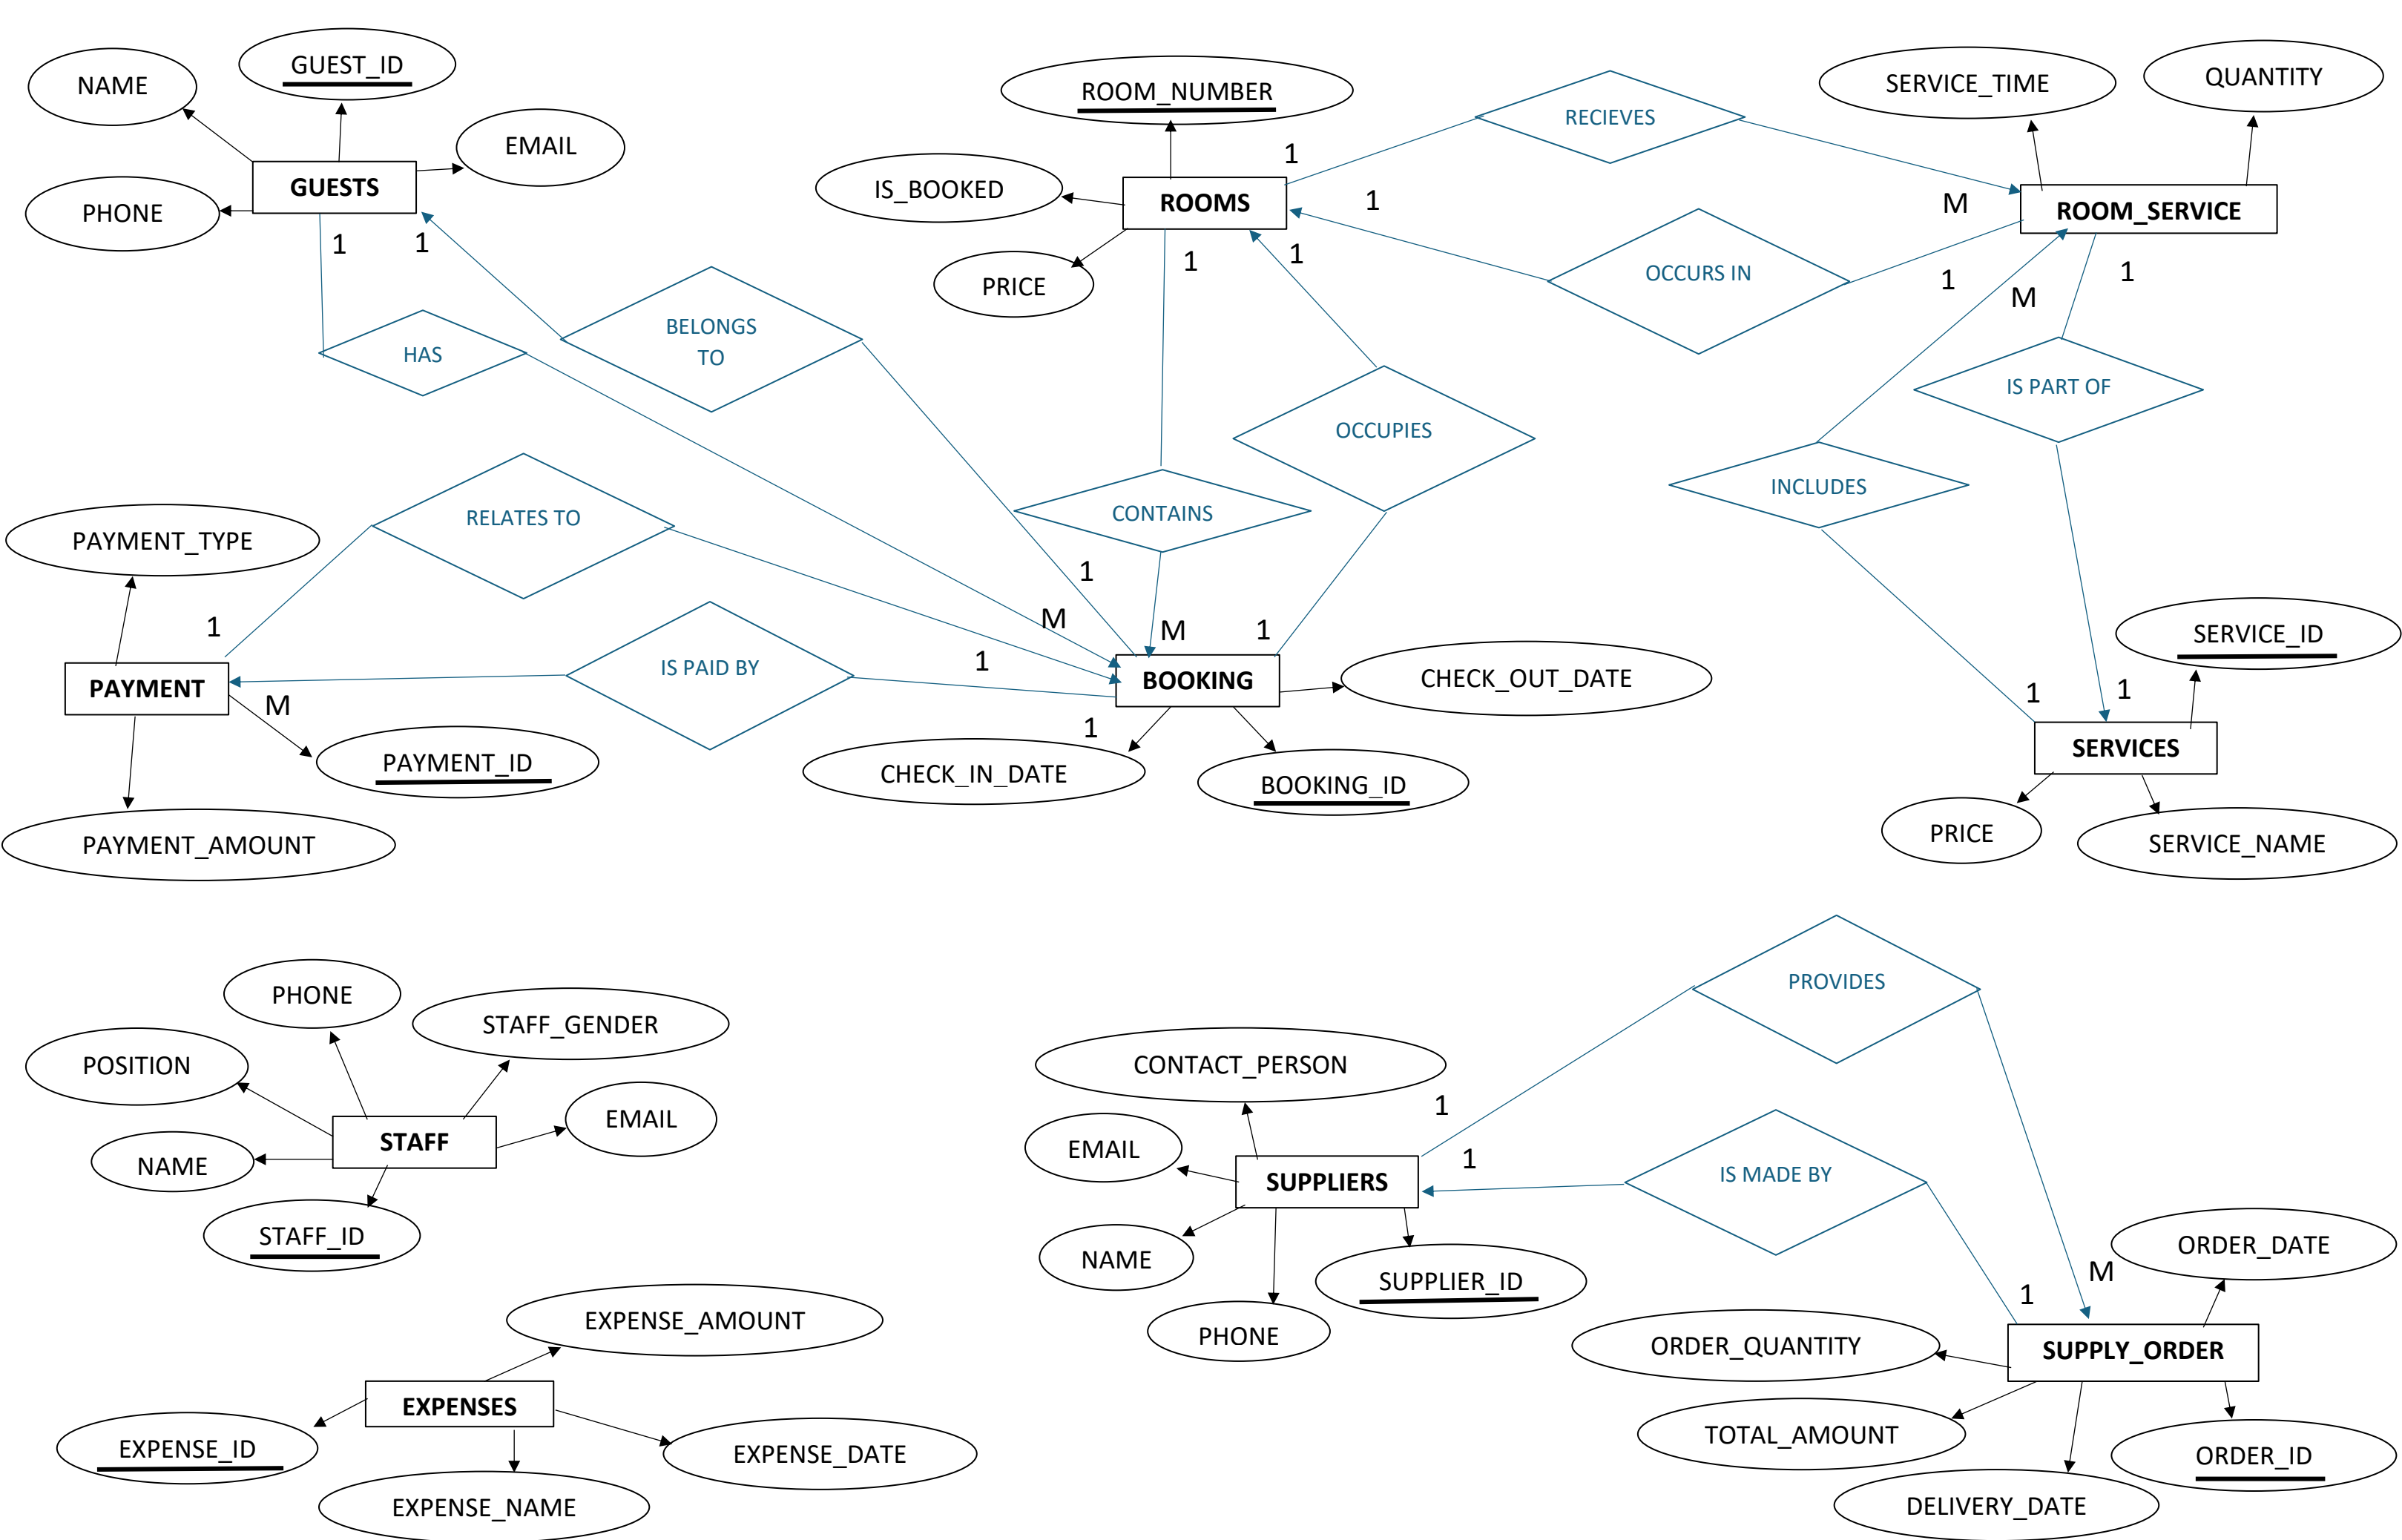 NAME
GUEST_ID
EMAIL
GUESTS
PHONE
1
1
HAS
BELONGS
TO
ROOM_NUMBER
IS_BOOKED
ROOMS
PRICE
1
1
1
1
RECIEVES
OCCURS IN
SERVICE_TIME
QUANTITY
ROOM_SERVICE
M
1
M
1
IS PART OF
INCLUDES
OCCUPIES
CONTAINS
RELATES TO
IS PAID BY
PAYMENT_TYPE
1
PAYMENT
M
PAYMENT_ID
PAYMENT_AMOUNT
1
M
M
1
1
BOOKING
1
CHECK_OUT_DATE
CHECK_IN_DATE
BOOKING_ID
SERVICE_ID
1
1
SERVICES
PRICE
SERVICE_NAME
PHONE
STAFF_GENDER
POSITION
EMAIL
STAFF
NAME
STAFF_ID
EXPENSE_AMOUNT
EXPENSES
EXPENSE_ID
EXPENSE_DATE
EXPENSE_NAME
PROVIDES
CONTACT_PERSON
1
EMAIL
1
SUPPLIERS
IS MADE BY
NAME
SUPPLIER_ID
PHONE
ORDER_DATE
M
1
ORDER_QUANTITY
SUPPLY_ORDER
TOTAL_AMOUNT
ORDER_ID
DELIVERY_DATE